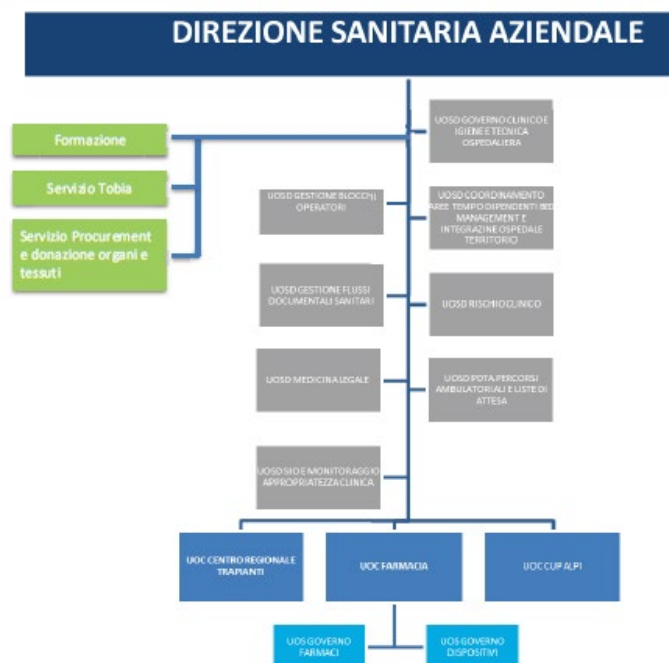 DIREZIONE SANITARIA AZIENDALE
Formazione
Servizio Tobia
Servizio Procurement
e donazione organi e
tessuti
UOSD GOVERNO CLINICO E
IGIENE E TECNICA
OSPEDALIERA
UOSD GESTIONE BLOCCHI
OPERATORI
UOSD COORDINAMENTO
AREE TEMPO DIPENDENTI BED
MANAGEMENT E
INTEGRAZINE OSPEDALE
TERRITORIO
UOSD GESTIONE FLUSSI
DOCUMENTALI SANITARI
UOSD RISCHIO CLINICO
UOSD MEDICINA LEGALE
UOSD PDTA PERCORSI
AMBULATORIALI E LISTE DI
ATTESA
UOSD SIO E MONITORAGGIO
APPROPRIATEZZA CLINICA
UOC CENTRO REGIONALE
TRAPIANTI
UOC FARMACIA
UOC CUP ALPI
UOS GOVERNO
FARMACI
UOS GOVERNO
DISPOSITIVI